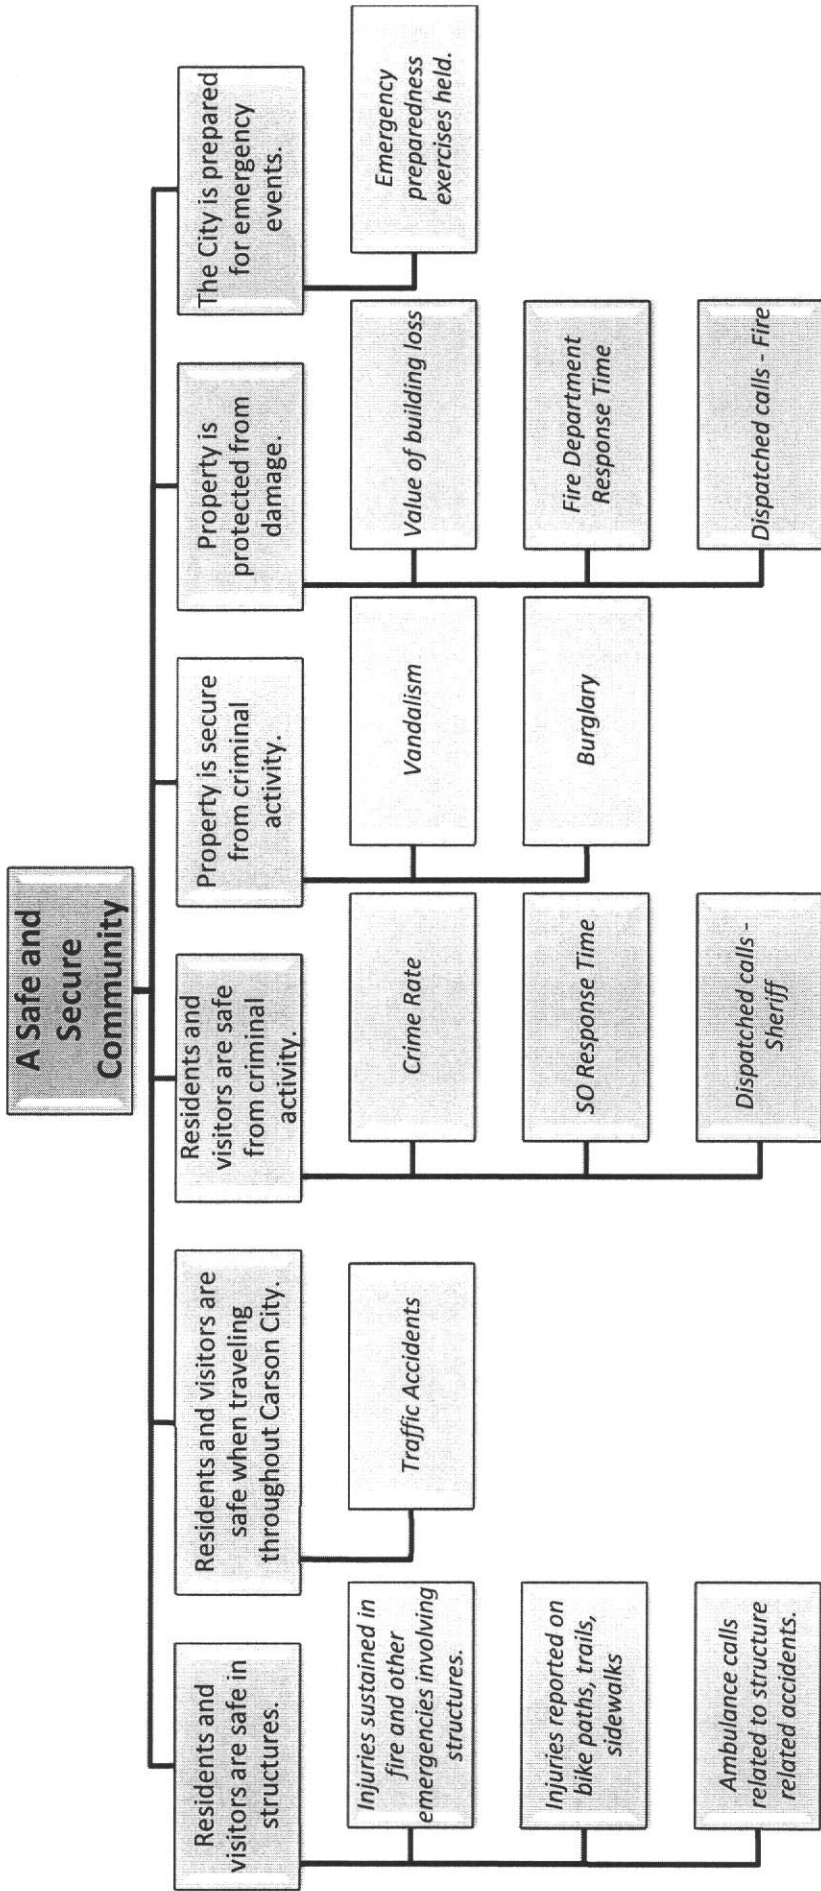 A Safe and
Secure
Community
Residents and
visitors are safe in
structures.
Injuries sustained in
fire and other
emergencies involving
structures.
Injuries reported on
bike paths, trails,
sidewalks
Ambulance calls
related to structure
related accidents.
Residents and visitors are
safe when traveling
throughout Carson City.
Traffic Accidents
Residents and
visitors are safe
from criminal
activity.
Crime Rate
SO Response Time
Dispatched calls -
Sheriff
Property is secure
from criminal
activity.
Vandalism
Burglary
Property is
protected from
damage.
Value of building loss
Fire Department
Response Time
Dispatched calls - Fire
The City is prepared
for emergency
events.
Emergency
preparedness
exercises held.